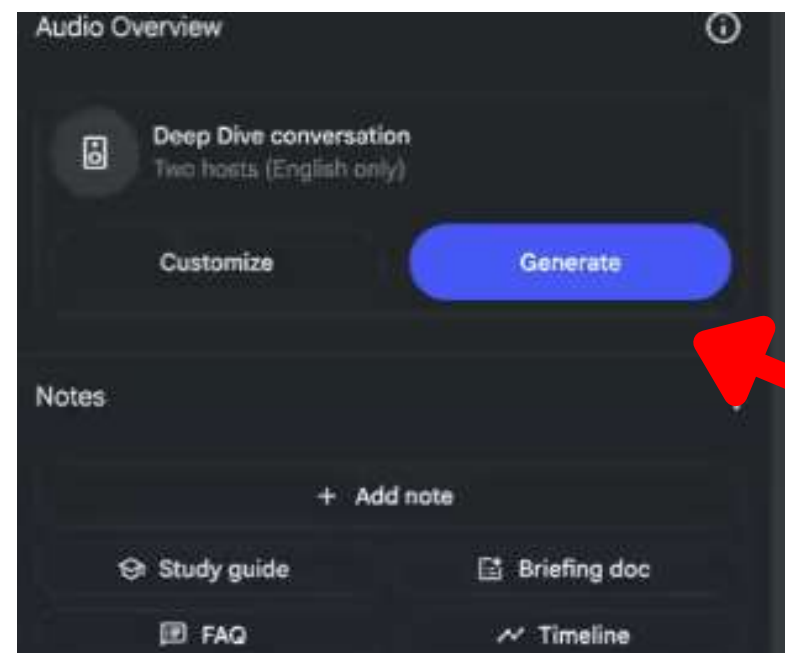 Audio Overview
Deep Dive conversation
Two hosts (English only)
Customize
Generate
Notes
+ Add note
Study guide
Briefing doc
FAQ
Timeline